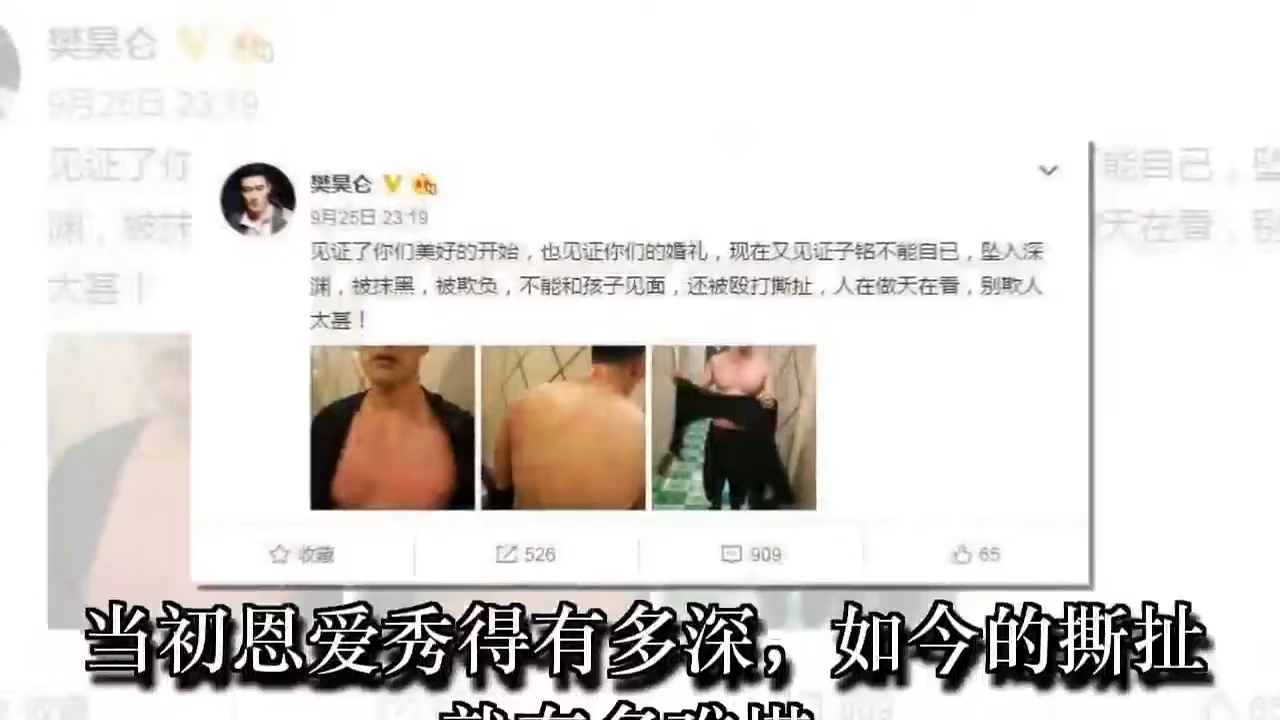 樊昊仑
9月25日 23:19
见证了你们美好的开始，也见证你们的婚礼，现在又见证子铭不能自已，坠入深
渊，被抹黑，被欺负，不能和孩子见面，还被殴打撕扯，人在做天在看，别欺人
太甚！
收藏 526 909 65
当初恩爱秀得有多深，如今的撕扯